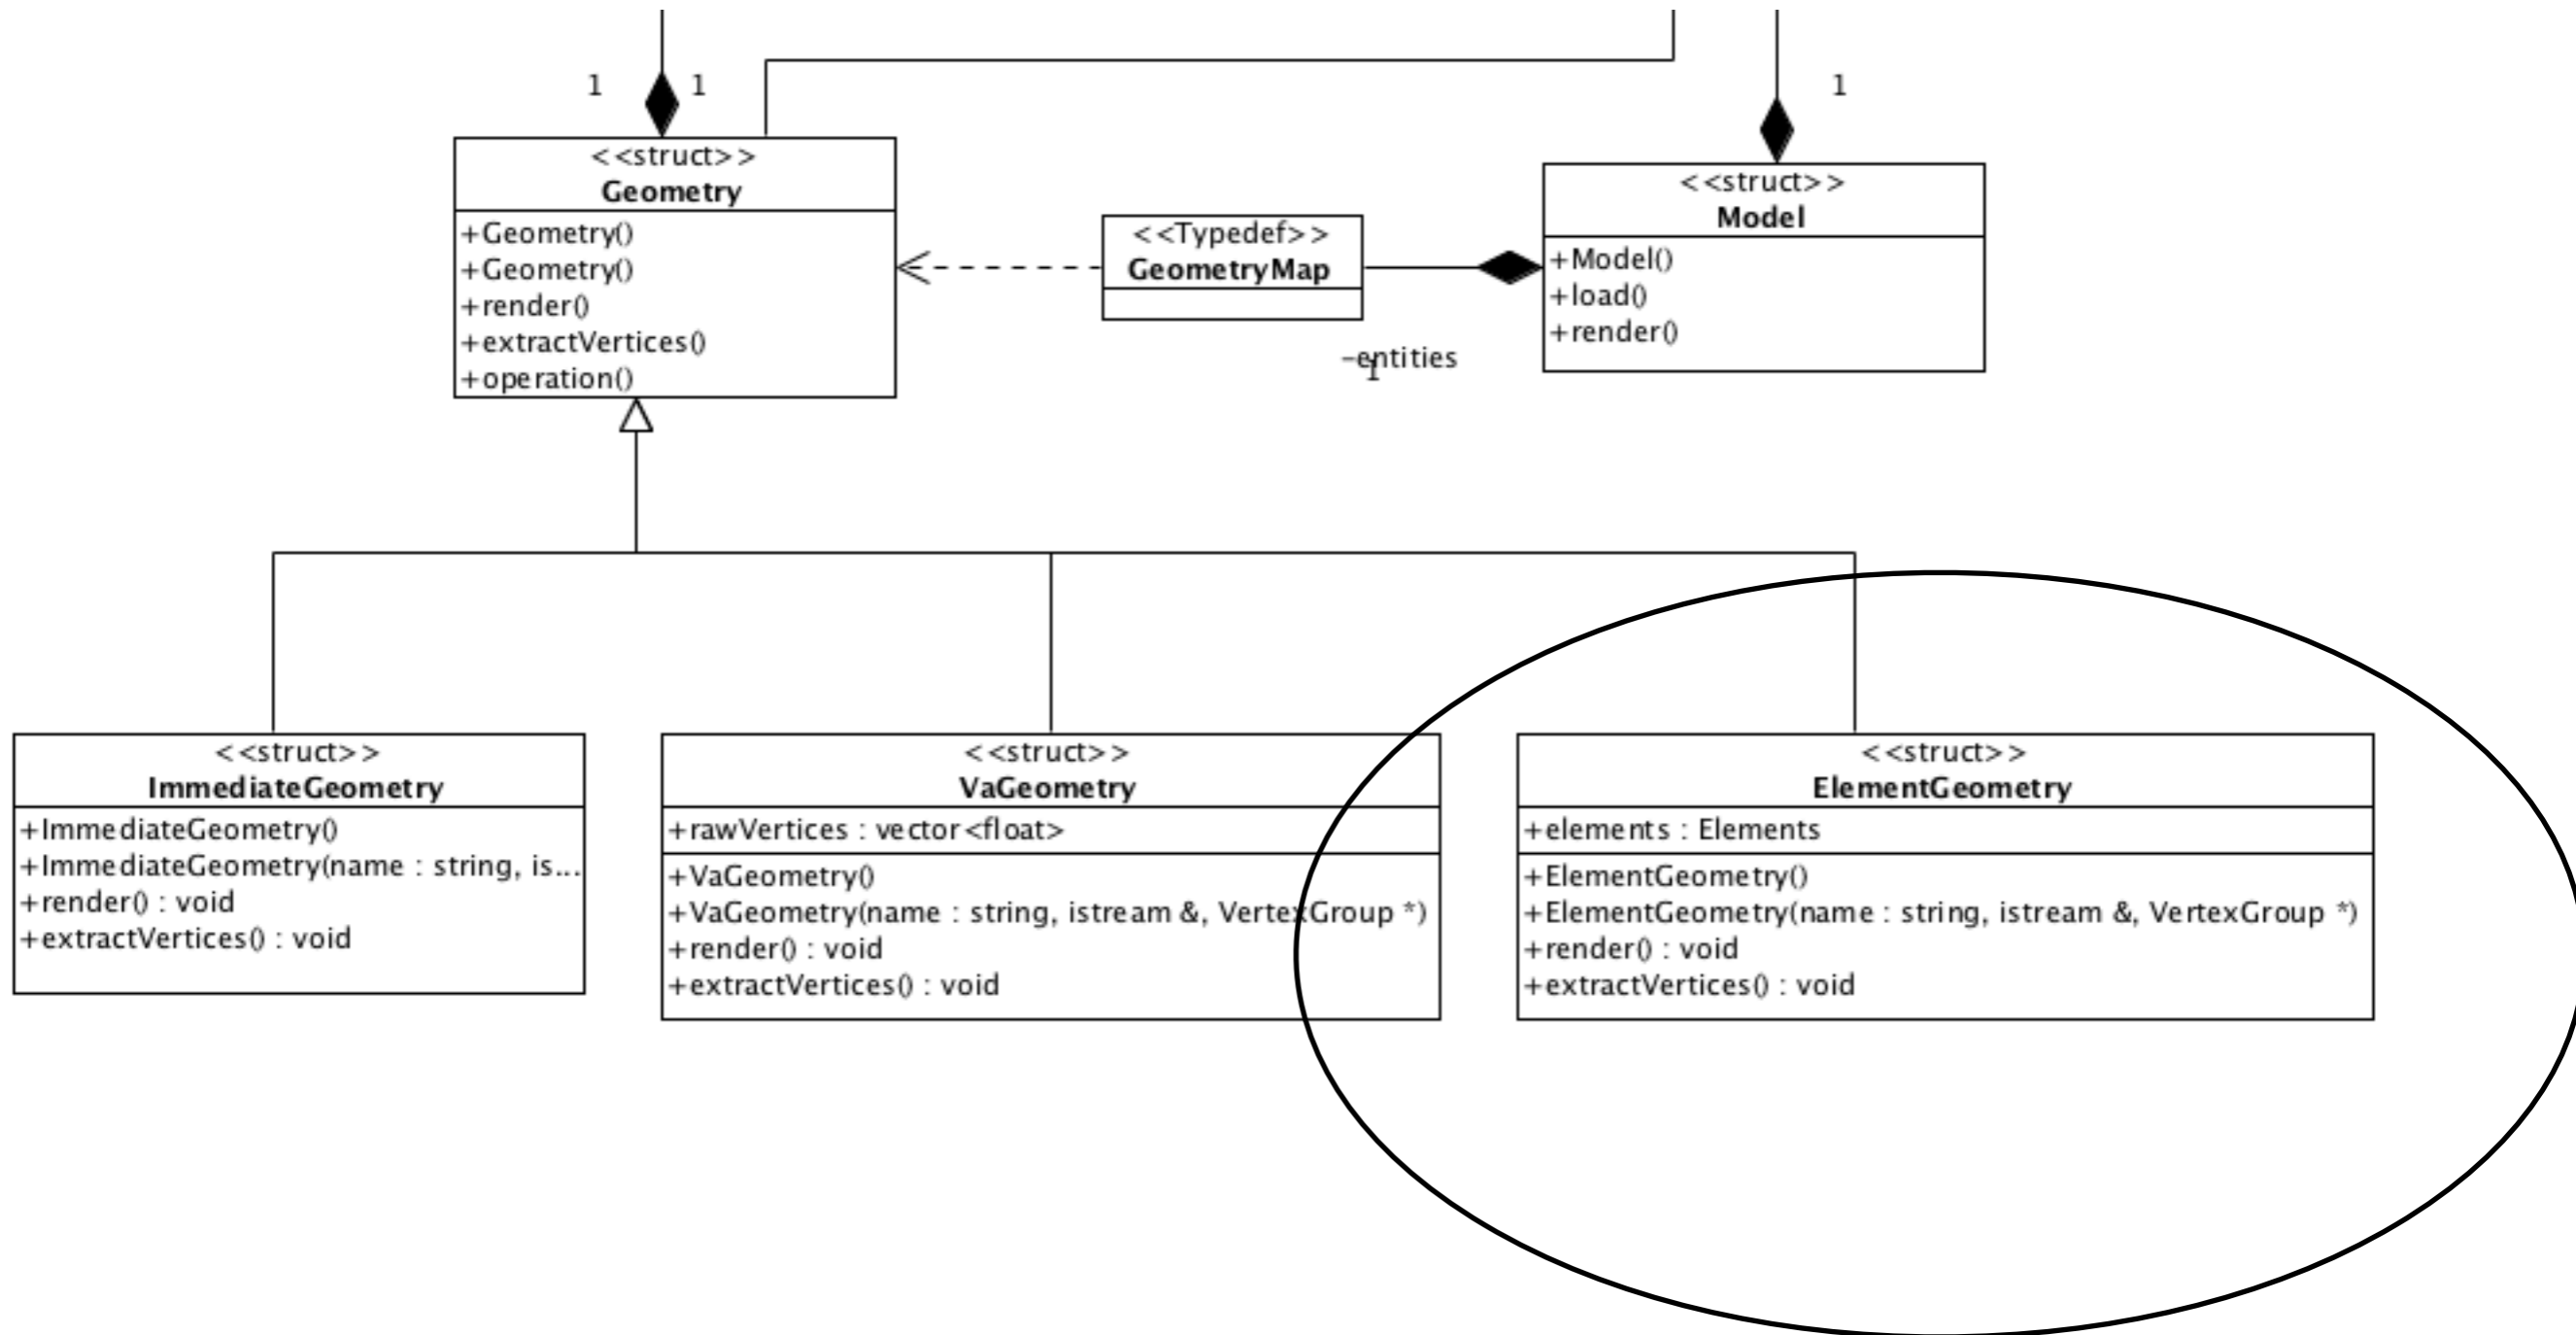 1 1
1
<<struct>>
Geometry
+Geometry()
+Geometry()
+render()
+extractVertices()
+operation()
<<Typedef>>
GeometryMap
-entities
1
<<struct>>
Model
+Model()
+load()
+render()
<<struct>>
ImmediateGeometry
+ImmediateGeometry()
+ImmediateGeometry(name : string, is...
+render() : void
+extractVertices() : void
<<struct>>
VaGeometry
+rawVertices : vector<float>
+VaGeometry()
+VaGeometry(name : string, istream &, VertexGroup *)
+render() : void
+extractVertices() : void
<<struct>>
ElementGeometry
+elements : Elements
+ElementGeometry()
+ElementGeometry(name : string, istream &, VertexGroup *)
+render() : void
+extractVertices() : void